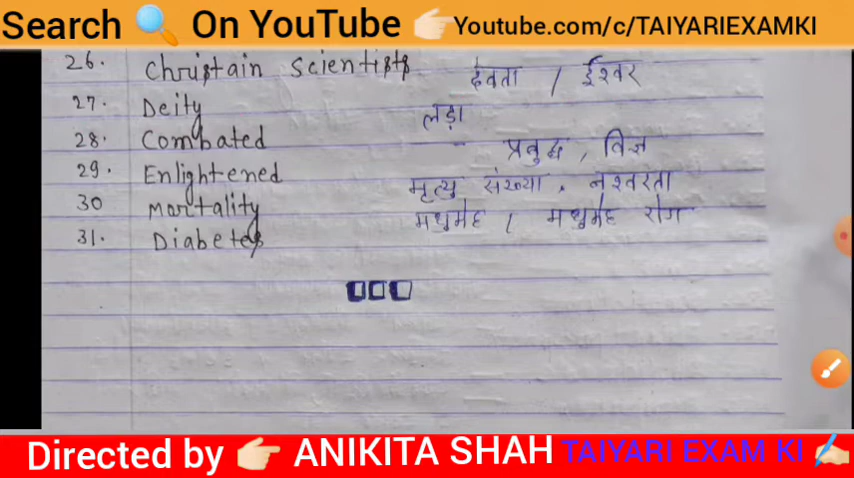 Search On YouTube Youtube.com/c/TAIYARIEXAMKI
26. Christain Scientists
27. Deity देवता / ईश्वर
28. Combated लड़ा
29. Enlightened - प्रबुद्ध, विज्ञ
30 Mortality मृत्यु संख्या, नश्वरता
31. Diabetes मधुमेह / मधुमेह रोग
Directed by ANIKITA SHAH TAIYARI EXAM KI